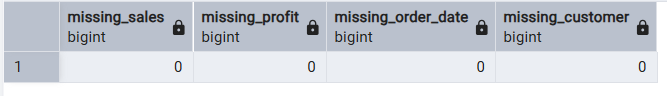 missing_sales missing_profit missing_order_date missing_customer
bigint bigint bigint bigint
1 0 0 0 0